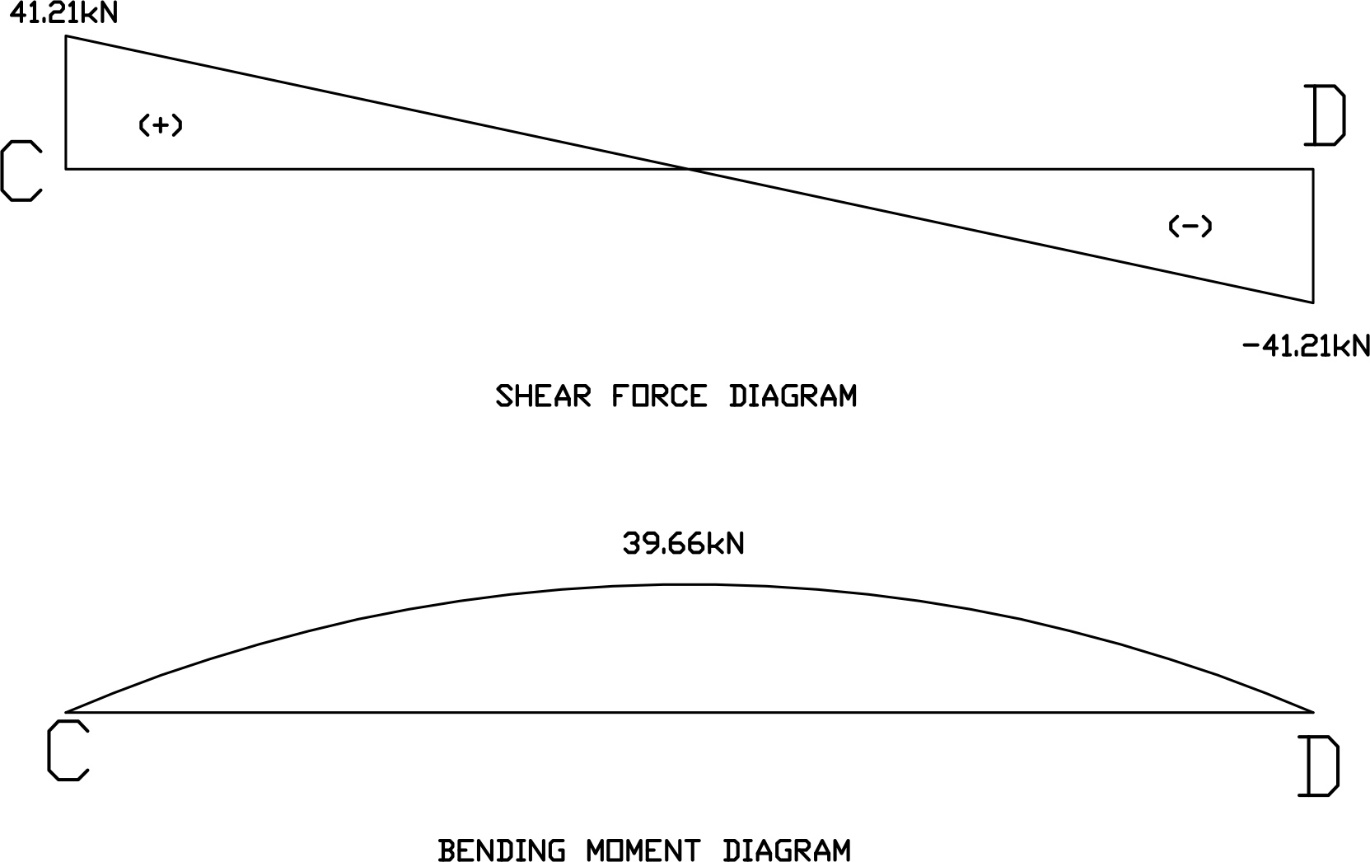 41.21kN
(+)
C
D
(-)
-41.21kN
SHEAR FORCE DIAGRAM
39.66kN
C
D
BENDING MOMENT DIAGRAM